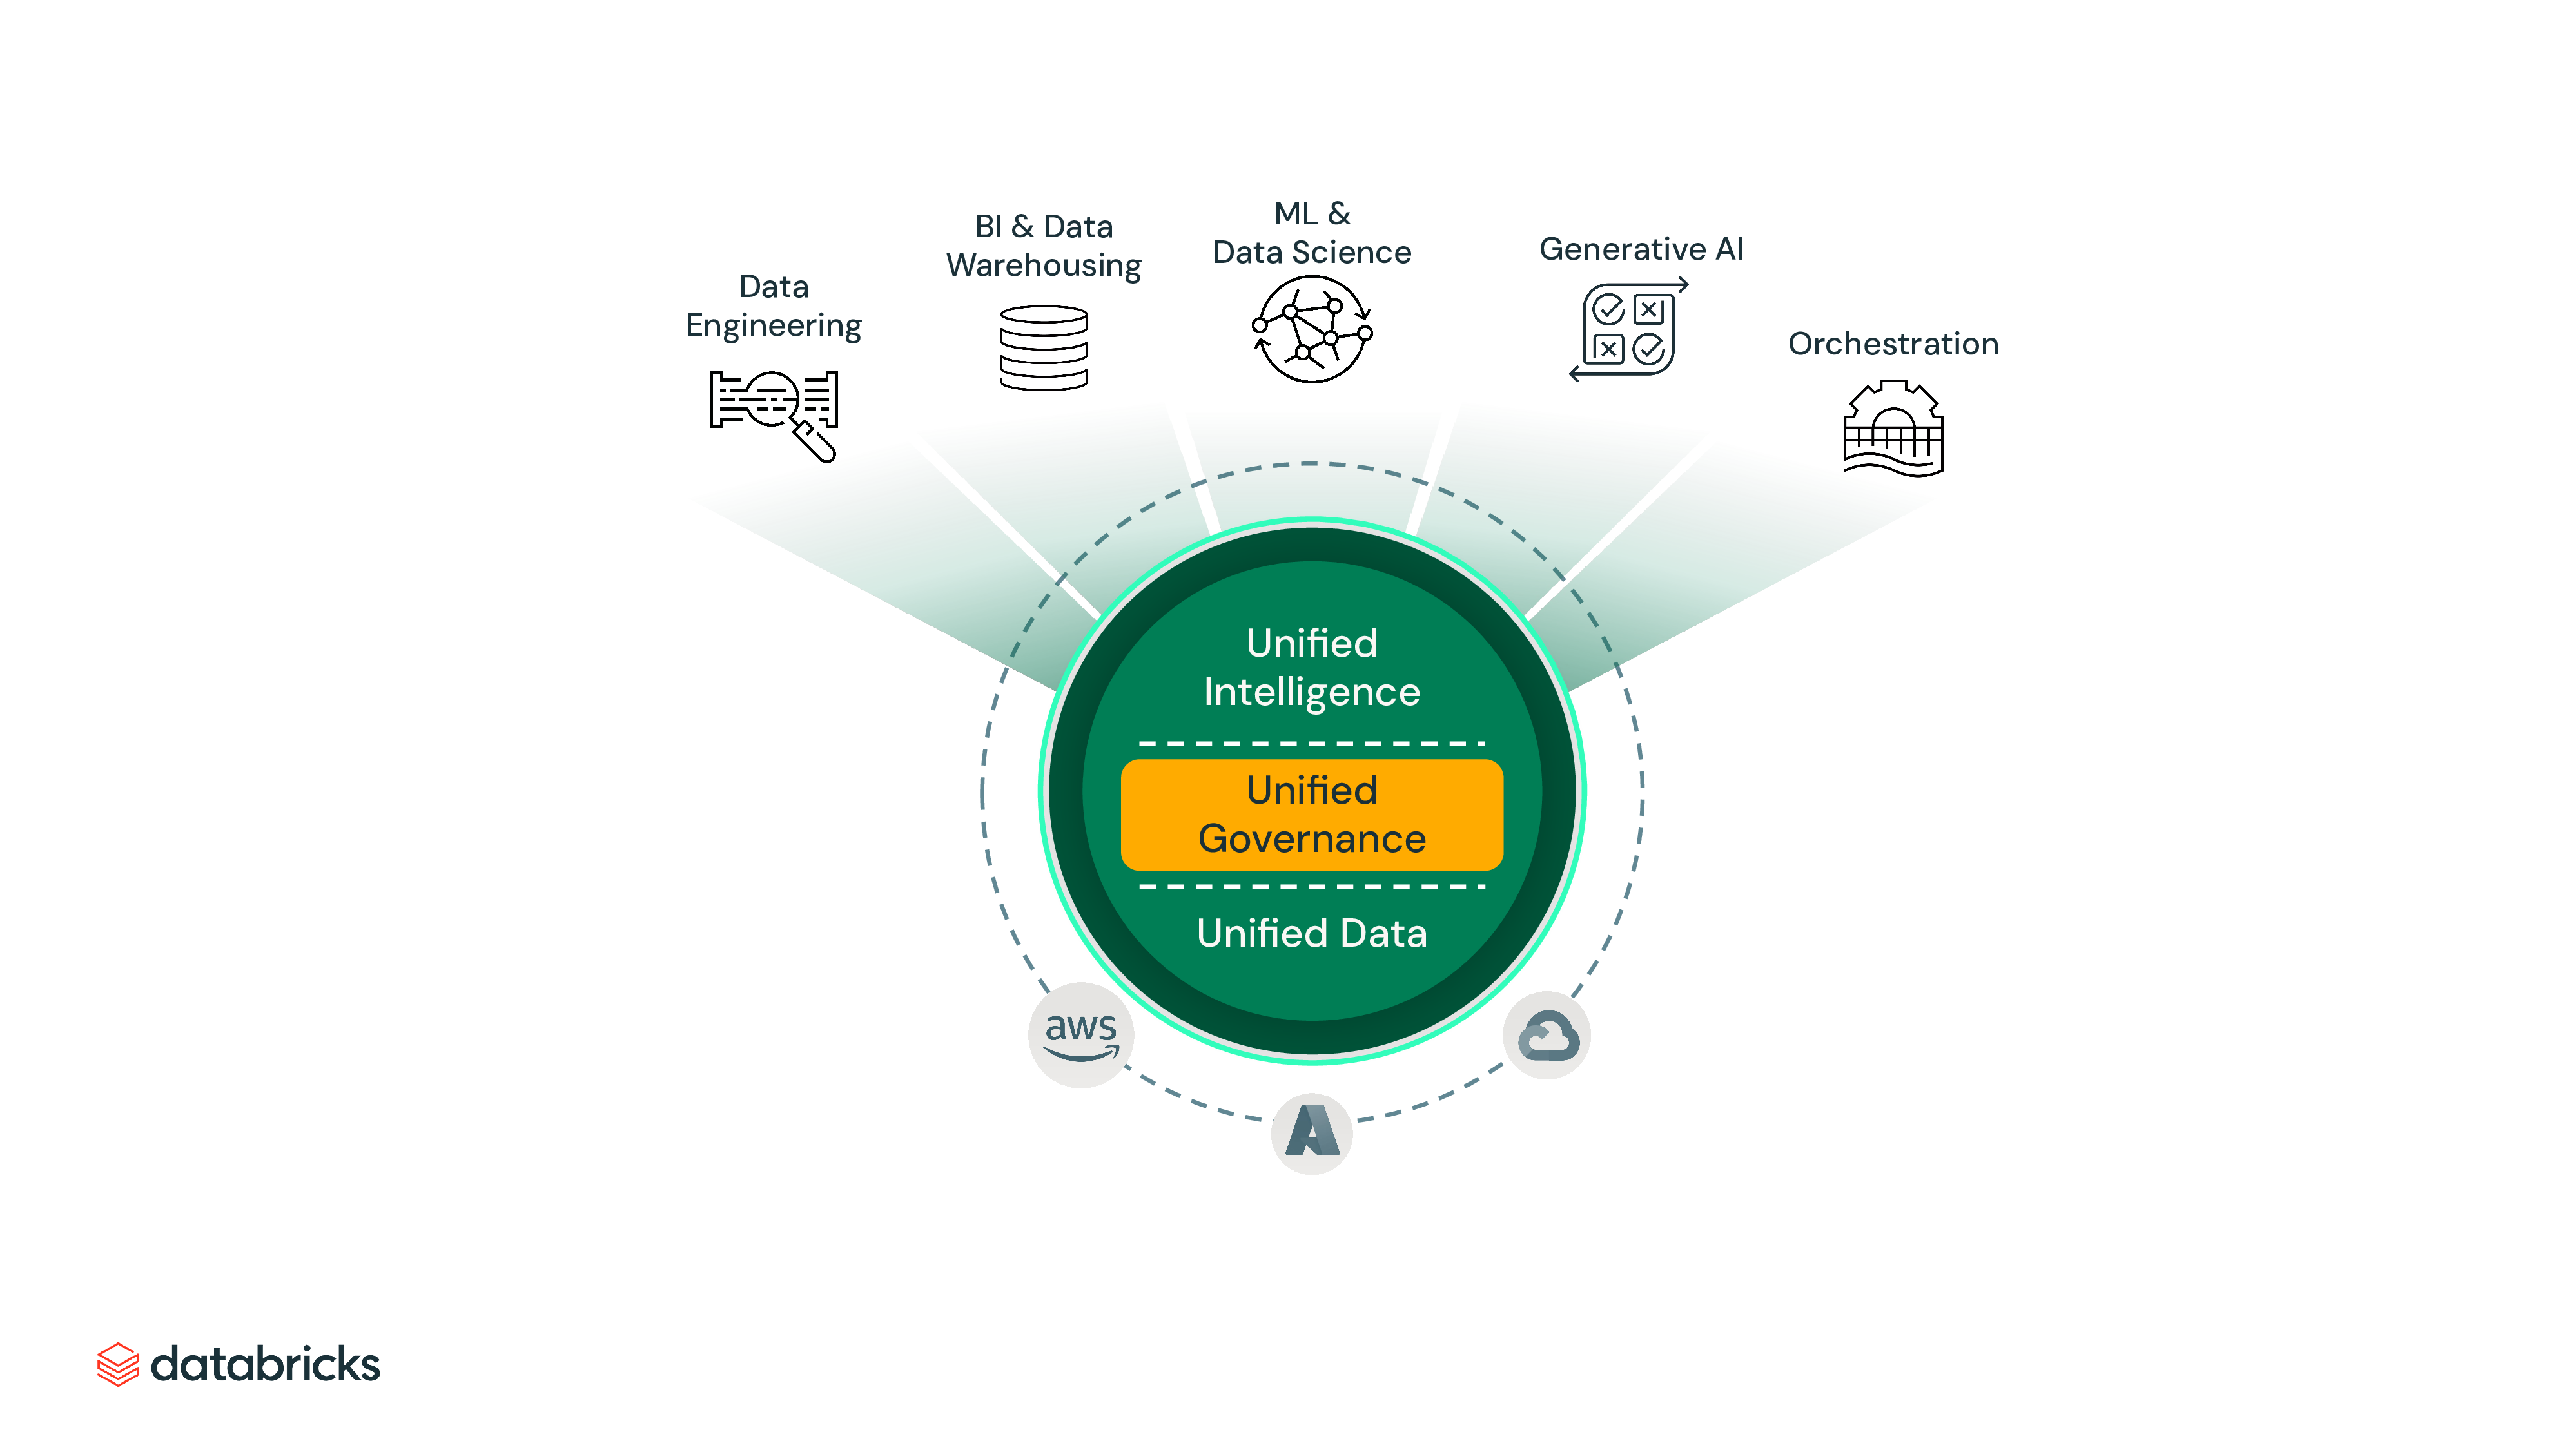 ML &
Data Science
BI & Data
Warehousing
Generative AI
Data
Engineering
Orchestration
Unified
Intelligence
Unified
Governance
Unified Data
aws
databricks